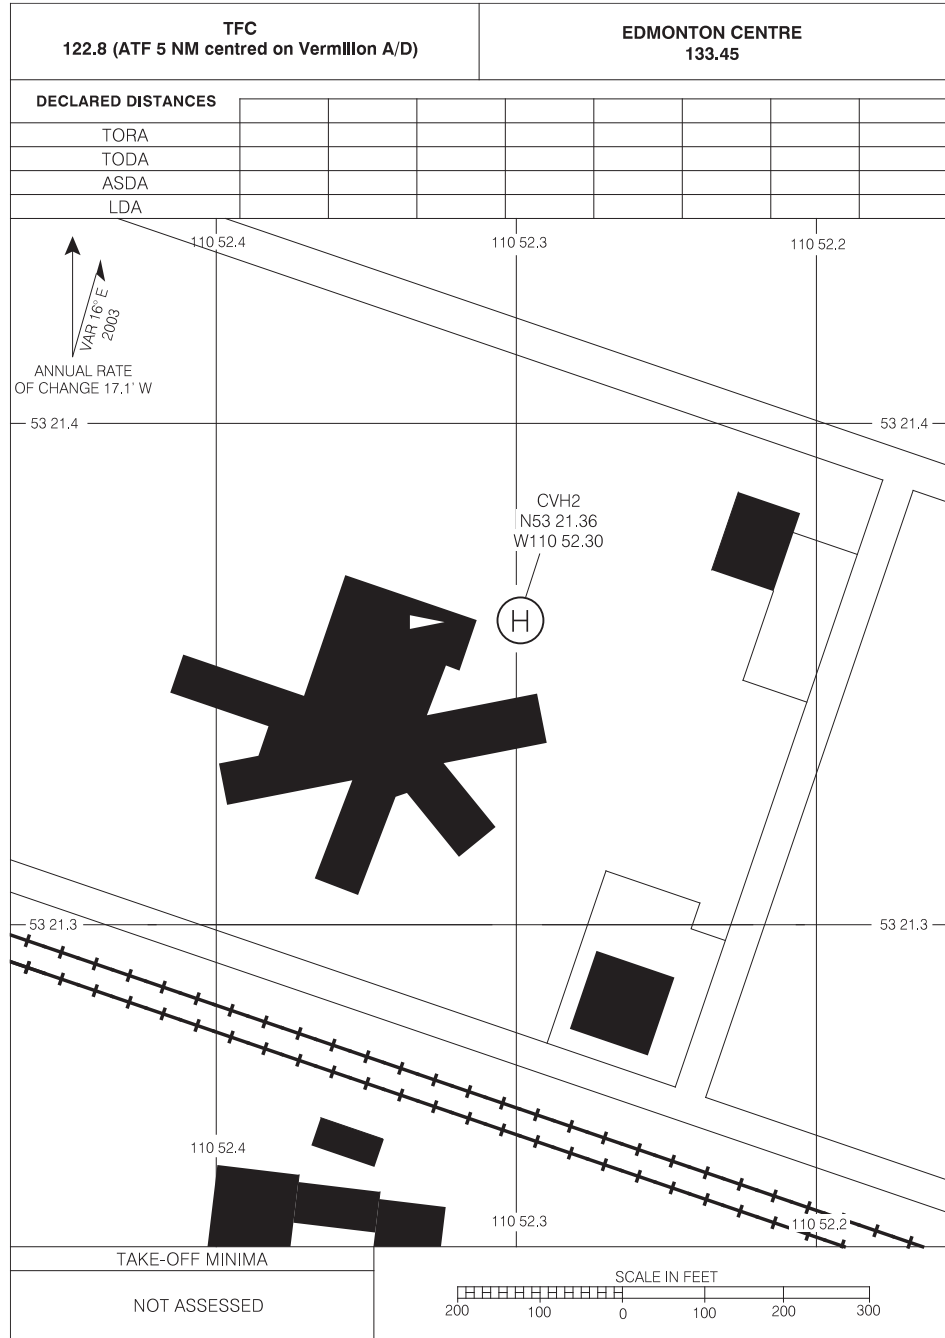 TFC
122.8 (ATF 5 NM centred on Vermilion A/D)
EDMONTON CENTRE
133.45
DECLARED DISTANCES
TORA
TODA
ASDA
LDA
110 52.4
110 52.3
110 52.2
VAR 16° E
2003
ANNUAL RATE
OF CHANGE 17.1' W
53 21.4
53 21.4
CVH2
N53 21.36
W110 52.30
H
53 21.3
53 21.3
110 52.4
110 52.3
110 52.2
TAKE-OFF MINIMA
NOT ASSESSED
SCALE IN FEET
200 100 0 100 200 300